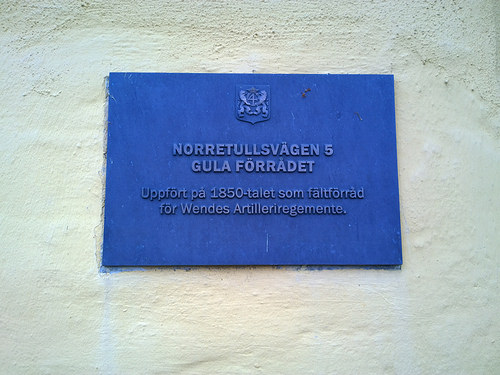 NORRETULLSVÄGEN 5
GULA FÖRRÅDET
Uppfört på 1850-talet som fältförråd
för Wendes Artilleriregemente.